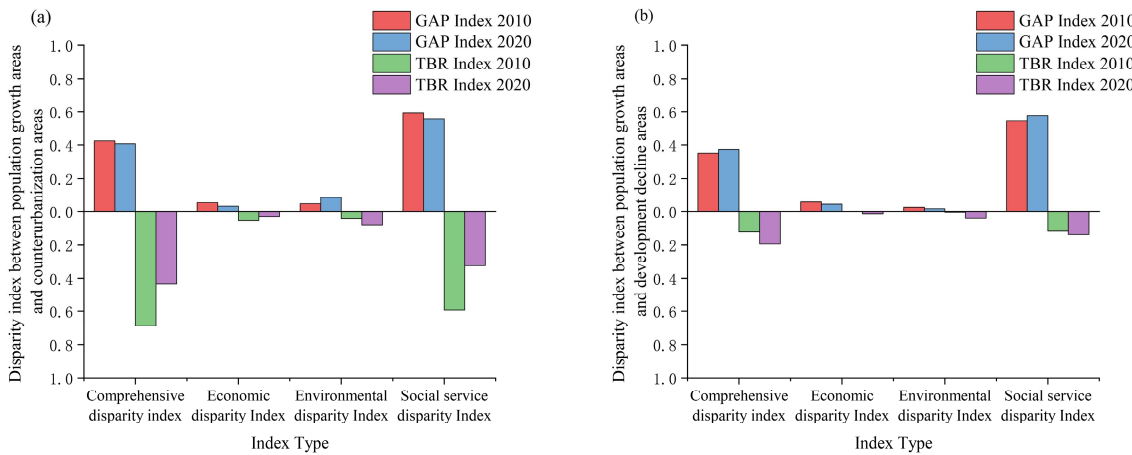 (a)
GAP Index 2010
GAP Index 2020
TBR Index 2010
TBR Index 2020
Disparity index between population growth areas
and counterurbanization areas
1.0
0.8
0.6
0.4
0.2
0.0
0.2
0.4
0.6
0.8
1.0
Comprehensive
disparity index
Economic
disparity Index
Environmental
disparity Index
Social service
disparity Index
Index Type
(b)
GAP Index 2010
GAP Index 2020
TBR Index 2010
TBR Index 2020
Disparity index between population growth areas
and development decline areas
1.0
0.8
0.6
0.4
0.2
0.0
0.2
0.4
0.6
0.8
1.0
Comprehensive
disparity index
Economic
disparity Index
Environmental
disparity Index
Social service
disparity Index
Index Type